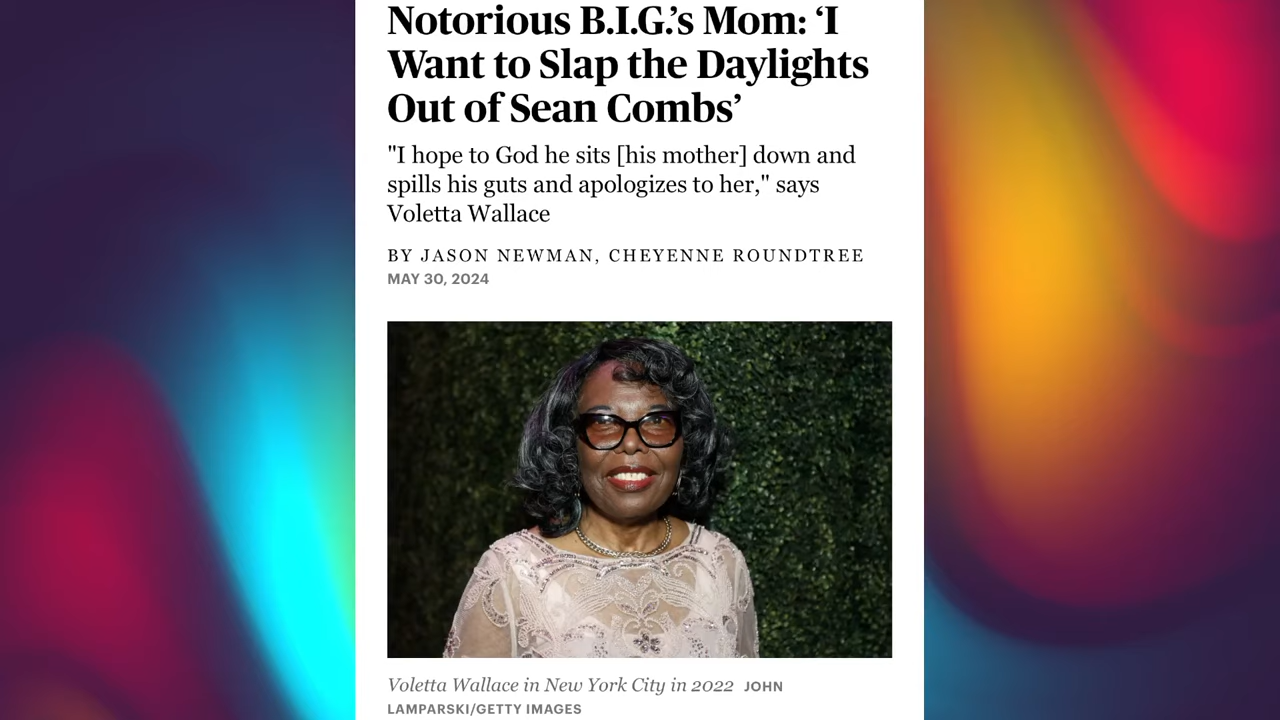 Notorious B.I.G.’s Mom: ‘I
Want to Slap the Daylights
Out of Sean Combs’
"I hope to God he sits [his mother] down and
spills his guts and apologizes to her," says
Voletta Wallace
BY JASON NEWMAN, CHEYENNE ROUNDTREE
MAY 30, 2024
Voletta Wallace in New York City in 2022 JOHN
LAMPARSKI/GETTY IMAGES